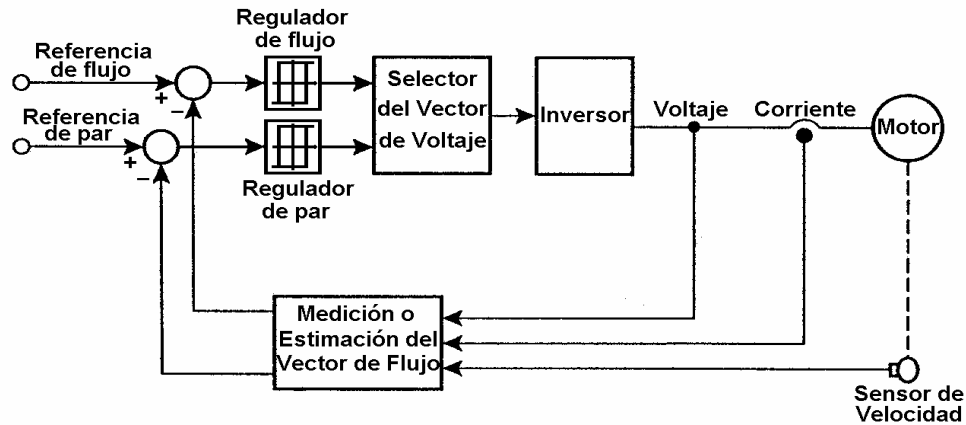 Referencia
de flujo
+
−
Referencia
de par
+
−
Regulador
de flujo
Regulador
de par
Selector
del Vector
de Voltaje
Inversor
Voltaje
Corriente
Motor
Medición o
Estimación del
Vector de Flujo
Sensor de
Velocidad